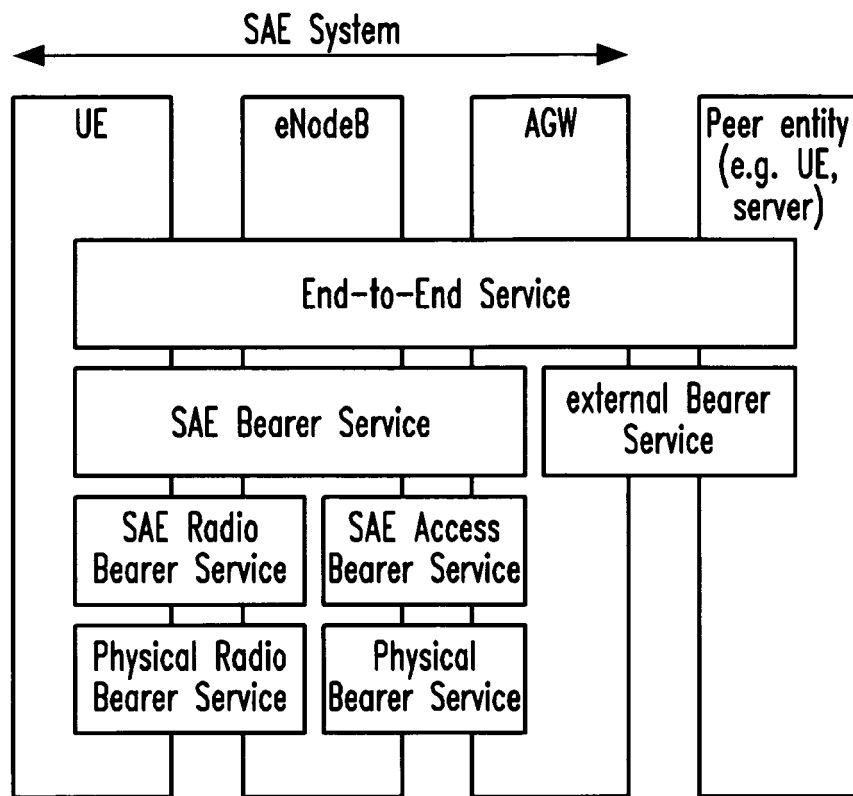 SAE System
UE
eNodeB
AGW
Peer entity
(e.g. UE,
server)
End-to-End Service
SAE Bearer Service
external Bearer
Service
SAE Radio
Bearer Service
SAE Access
Bearer Service
Physical Radio
Bearer Service
Physical
Bearer Service